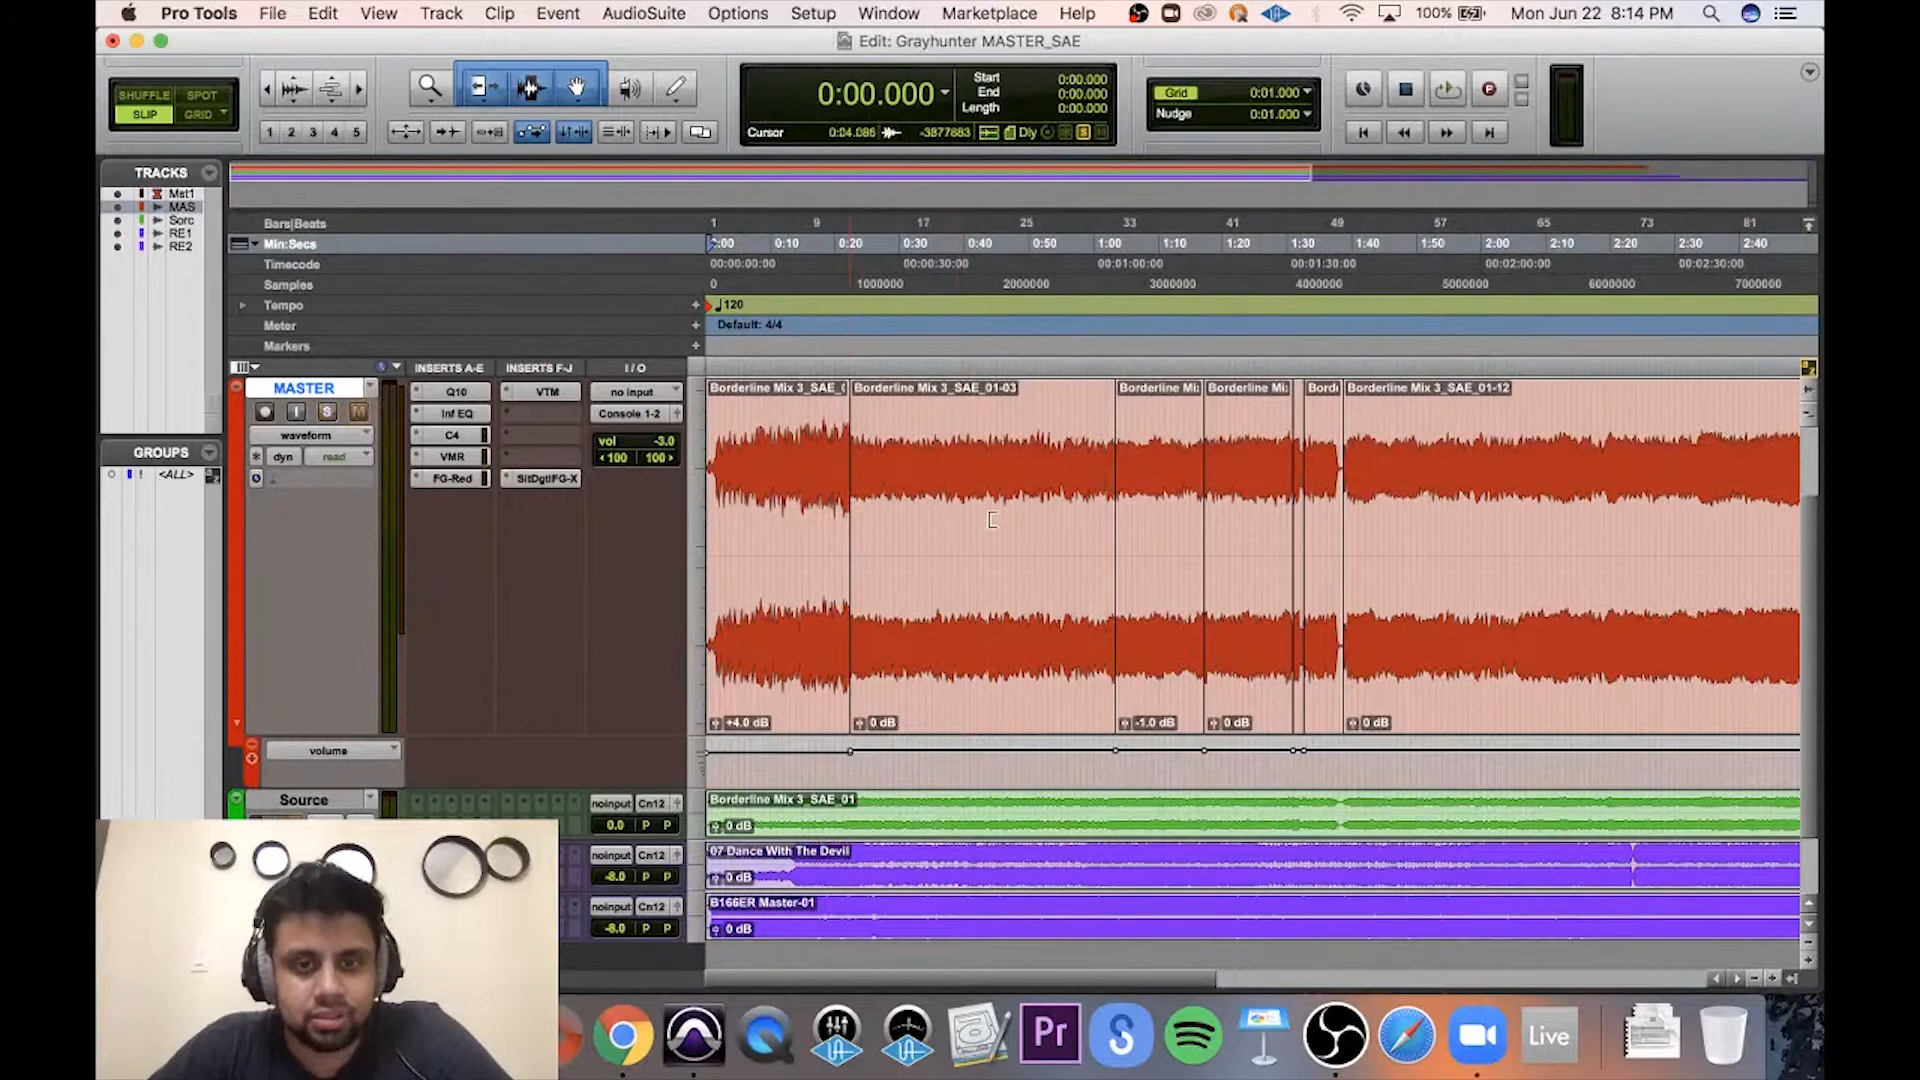 Pro Tools File Edit View Track Clip Event AudioSuite Options Setup Window Marketplace Help 100% Mon Jun 22 8:14 PM
Edit: Grayhunter MASTER_SAE
SHUFFLE SPOT
SLIP GRID
1 2 3 4 5
0:00.000
Start 0:00.000
End 0:00.000
Length 0:00.000
Cursor 0:04.086 -3877683 Dly S M
Grid 0:01.000
Nudge 0:01.000
TRACKS
Mst1
MAS
Sorc
RE1
RE2
GROUPS
! <ALL>
Bars|Beats 1 9 17 25 33 41 49 57 65 73 81
Min:Secs 0:00 0:10 0:20 0:30 0:40 0:50 1:00 1:10 1:20 1:30 1:40 1:50 2:00 2:10 2:20 2:30 2:40
Timecode 00:00:00:00 00:00:30:00 00:01:00:00 00:01:30:00 00:02:00:00 00:02:30:00
Samples 0 1000000 2000000 3000000 4000000 5000000 6000000 7000000
Tempo 120
Meter Default: 4/4
Markers
INSERTS A-E INSERTS F-J I/O
MASTER
I S M
waveform
dyn read
Q10 VTM no input
Inf EQ Console 1-2
C4
VMR
FG-Red SltDgtlFG-X
vol -3.0
100 100
Borderline Mix 3_SAE_( Borderline Mix 3_SAE_01-03 Borderline Mi: Borderline Mi: Bord Borderline Mix 3_SAE_01-12
+4.0 dB 0 dB -1.0 dB 0 dB 0 dB
volume
Source
noinput Cn12
0.0 P P
Borderline Mix 3_SAE_01
0 dB
noinput Cn12
-8.0 P P
07 Dance With The Devil
0 dB
noinput Cn12
-8.0 P P
B166ER Master-01
0 dB
Pr
Live